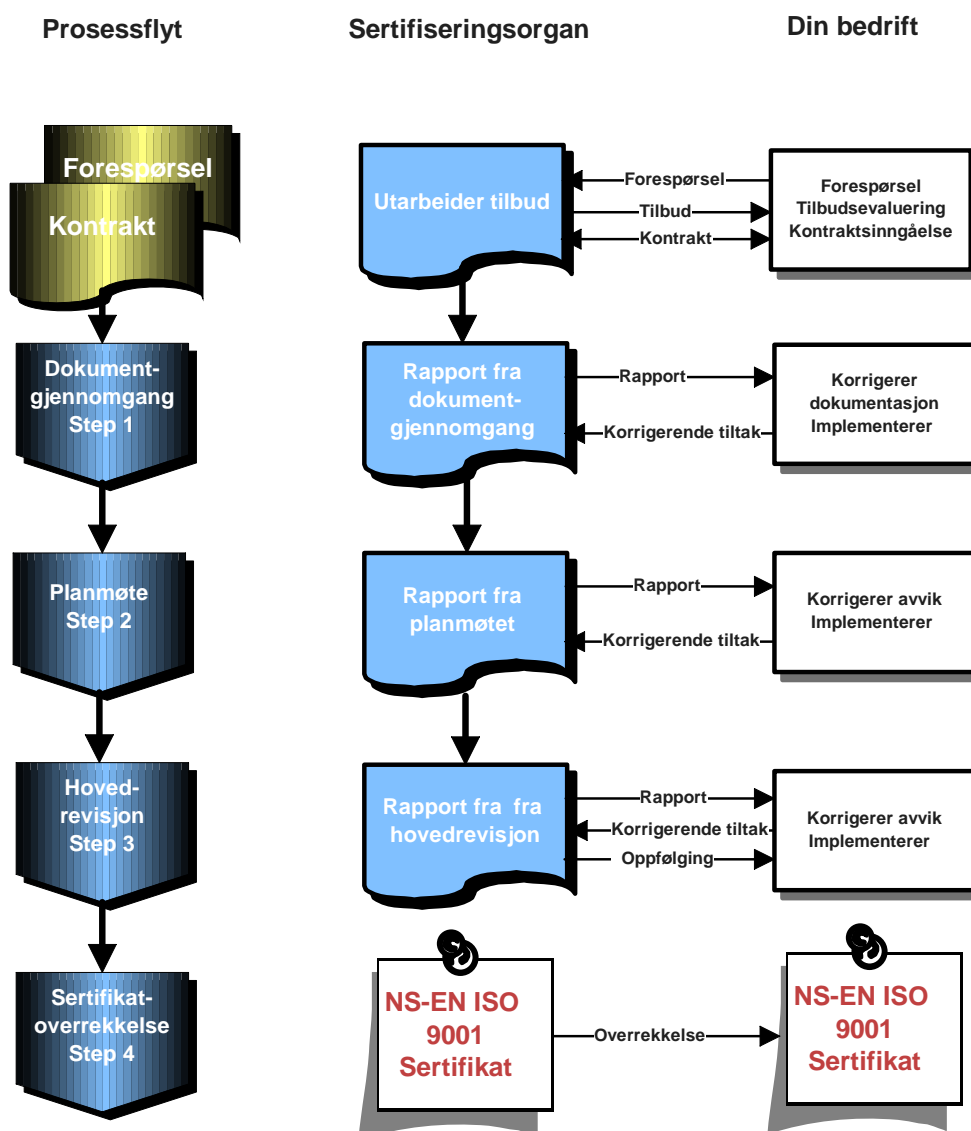 Prosessflyt
Sertifiseringsorgan
Din bedrift
Forespørsel
Kontrakt
Utarbeider tilbud
Forespørsel
Tilbud
Kontrakt
Forespørsel
Tilbudsevaluering
Kontraktsinngåelse
Dokument-
gjennomgang
Step 1
Rapport fra
dokument-
gjennomgang
Rapport
Korrigerende tiltak
Korrigerer
dokumentasjon
Implementerer
Planmøte
Step 2
Rapport fra
planmøtet
Rapport
Korrigerende tiltak
Korrigerer avvik
Implementerer
Hoved-
revisjon
Step 3
Rapport fra  fra
hovedrevisjon
Rapport
Korrigerende tiltak
Oppfølging
Korrigerer avvik
Implementerer
Sertifikat-
overrekkelse
Step 4
NS-EN ISO
9001
Sertifikat
Overrekkelse
NS-EN ISO
9001
Sertifikat